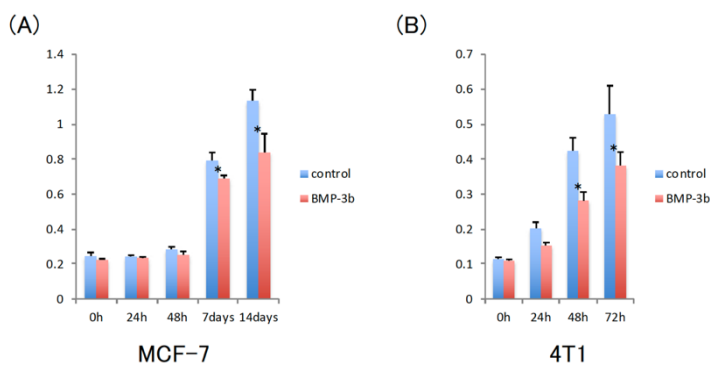 (A)
1.4
1.2
1
0.8
0.6
0.4
0.2
0
*
*
0h 24h 48h 7days 14days
control
BMP-3b
MCF-7
(B)
0.7
0.6
0.5
0.4
0.3
0.2
0.1
0
*
*
0h 24h 48h 72h
control
BMP-3b
4T1